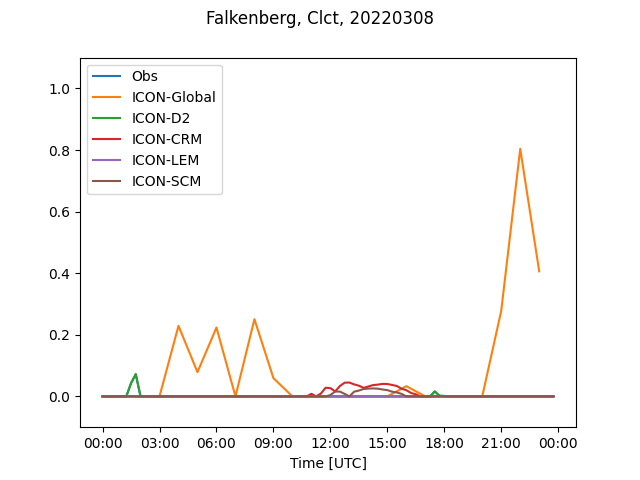 Falkenberg, Clct, 20220308
Obs
ICON-Global
ICON-D2
ICON-CRM
ICON-LEM
ICON-SCM
1.0
0.8
0.6
0.4
0.2
0.0
00:00 03:00 06:00 09:00 12:00 15:00 18:00 21:00 00:00
Time [UTC]